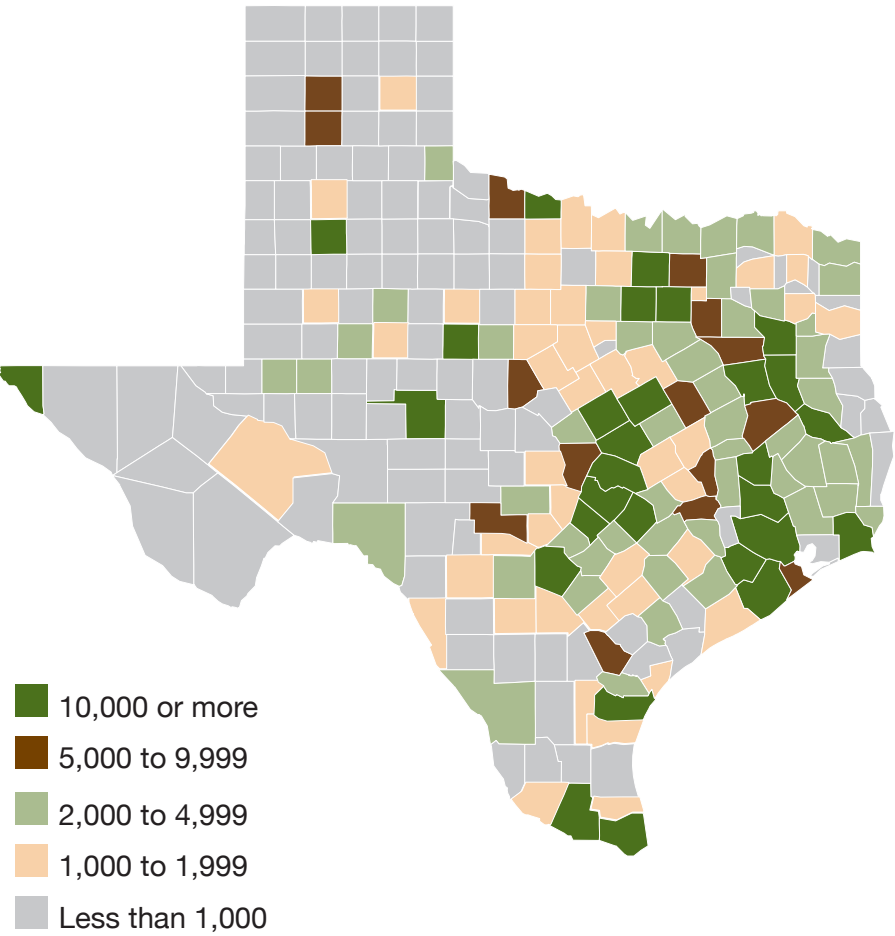 10,000 or more
5,000 to 9,999
2,000 to 4,999
1,000 to 1,999
Less than 1,000